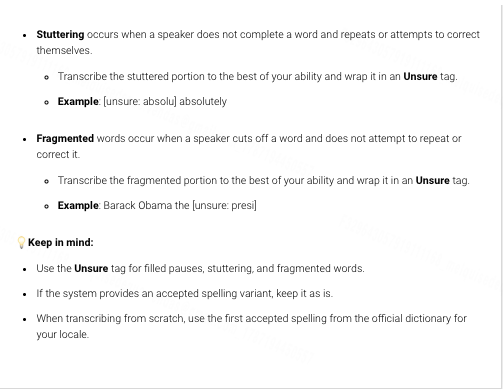 • Stuttering occurs when a speaker does not complete a word and repeats or attempts to correct
themselves.
∘ Transcribe the stuttered portion to the best of your ability and wrap it in an Unsure tag.
∘ Example: [unsure: absolu] absolutely
• Fragmented words occur when a speaker cuts off a word and does not attempt to repeat or
correct it.
∘ Transcribe the fragmented portion to the best of your ability and wrap it in an Unsure tag.
∘ Example: Barack Obama the [unsure: presi]
💡Keep in mind:
• Use the Unsure tag for filled pauses, stuttering, and fragmented words.
• If the system provides an accepted spelling variant, keep it as is.
• When transcribing from scratch, use the first accepted spelling from the official dictionary for
your locale.